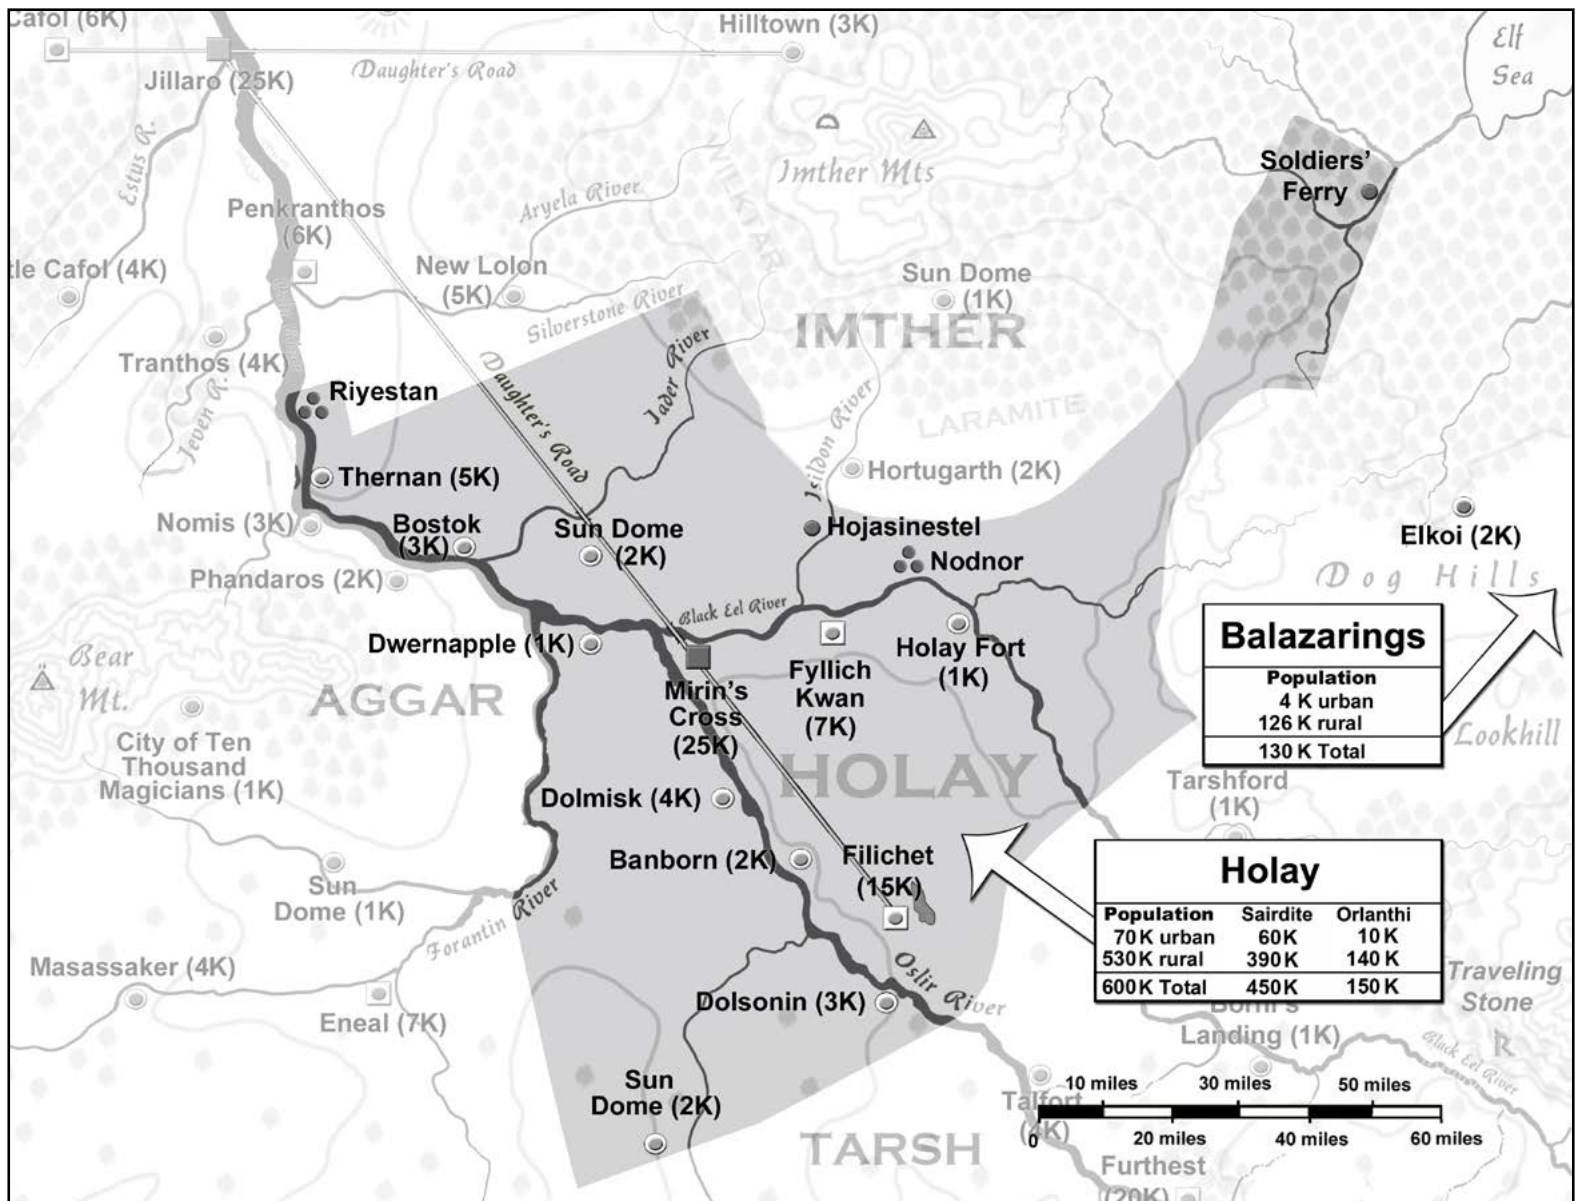 Cafol (6K)
Hilltown (3K)
Elf
Sea
Jillaro (25K)
Daughter's Road
Estus R.
Imther Mts
Soldiers'
Ferry
Penkranthos
(6K)
Aryela River
tle Cafol (4K)
New Lolon
(5K)
Silverstone River
Sun Dome
(1K)
IMTHER
Tranthos (4K)
Jeven R.
Daughter's Road
Jader River
Riyestan
LARAMITE
Isildon River
Hortugarth (2K)
Thernan (5K)
Nomis (3K)
Bostok
(3K)
Sun Dome
(2K)
Hojasinestel
Nodnor
Elkoi (2K)
Dog Hills
Phandaros (2K)
Black Eel River
Dwernapple (1K)
Holay Fort
(1K)
Fyllich
Kwan
(7K)
Mirin's
Cross
(25K)
Bear
Mt.
AGGAR
City of Ten
Thousand
Magicians (1K)
HOLAY
Balazarings
Population
4 K urban
126 K rural
130 K Total
Lookhill
Tarshford
(1K)
Dolmisk (4K)
Banborn (2K)
Filichet
(15K)
Sun
Dome (1K)
Forantin River
Holay
Population Sairdite Orlanthi
70K urban 60K 10K
530K rural 390K 140K
600K Total 450K 150K
Masassaker (4K)
Eneal (7K)
Oslir River
Dolsonin (3K)
Traveling
Stone
Landing (1K)
Black Eel River
Sun
Dome (2K)
Talfort
(4K)
10 miles 30 miles 50 miles
0 20 miles 40 miles 60 miles
TARSH
Furthest
(20K)